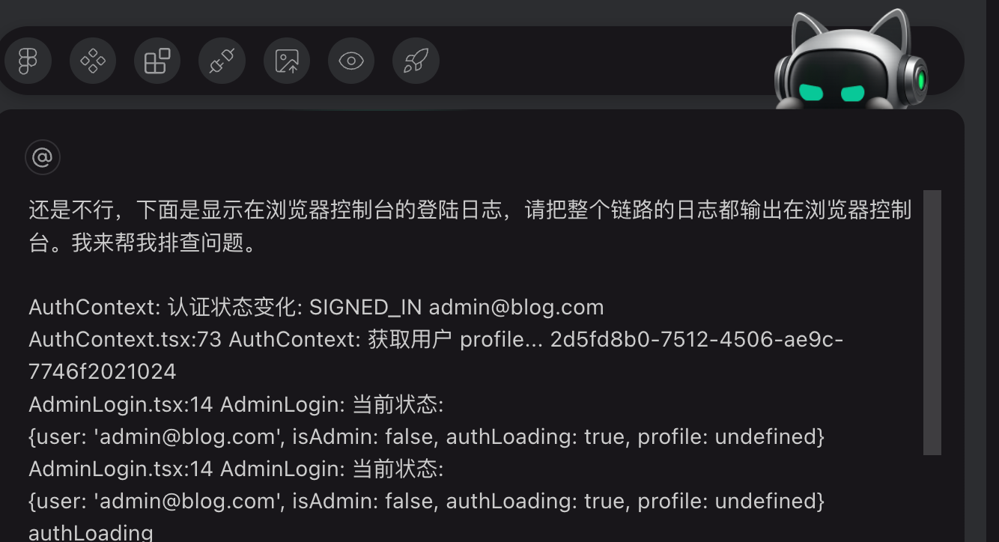 @
还是不行，下面是显示在浏览器控制台的登陆日志，请把整个链路的日志都输出在浏览器控制
台。我来帮我排查问题。
AuthContext: 认证状态变化: SIGNED_IN admin@blog.com
AuthContext.tsx:73 AuthContext: 获取用户 profile... 2d5fd8b0-7512-4506-ae9c-
7746f2021024
AdminLogin.tsx:14 AdminLogin: 当前状态:
{user: 'admin@blog.com', isAdmin: false, authLoading: true, profile: undefined}
AdminLogin.tsx:14 AdminLogin: 当前状态:
{user: 'admin@blog.com', isAdmin: false, authLoading: true, profile: undefined}
authLoading